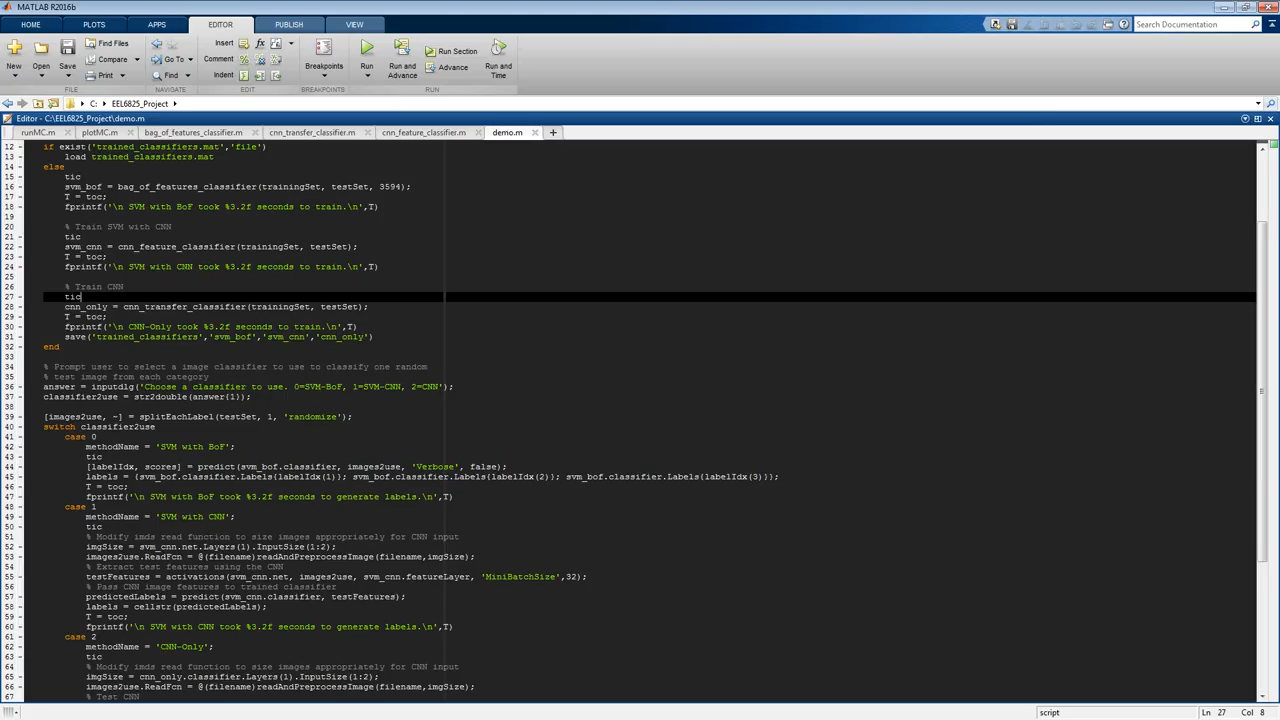 MATLAB R2016b
HOME PLOTS APPS EDITOR PUBLISH VIEW
Search Documentation
New Open Save Find Files Compare Print
Go To Find
Insert Comment Indent
Breakpoints
Run Run and Advance Run Section Advance Run and Time
FILE NAVIGATE EDIT BREAKPOINTS RUN
C: EEL6825_Project
Editor - C:\EEL6825_Project\demo.m
runMC.m plotMC.m bag_of_features_classifier.m cnn_transfer_classifier.m cnn_feature_classifier.m demo.m
12 if exist('trained_classifiers.mat','file')
13 load trained_classifiers.mat
14 else
15 tic
16 svm_bof = bag_of_features_classifier(trainingSet, testSet, 3594);
17 T = toc;
18 fprintf('\n SVM with BoF took %3.2f seconds to train.\n',T)
19
20 % Train SVM with CNN
21 tic
22 svm_cnn = cnn_feature_classifier(trainingSet, testSet);
23 T = toc;
24 fprintf('\n SVM with CNN took %3.2f seconds to train.\n',T)
25
26 % Train CNN
27 tic
28 cnn_only = cnn_transfer_classifier(trainingSet, testSet);
29 T = toc;
30 fprintf('\n CNN-Only took %3.2f seconds to train.\n',T)
31 save('trained_classifiers','svm_bof','svm_cnn','cnn_only')
32 end
33
34 % Prompt user to select a image classifier to use to classify one random
35 % test image from each category
36 answer = inputdlg('Choose a classifier to use. 0=SVM-BoF, 1=SVM-CNN, 2=CNN');
37 classifier2use = str2double(answer{1});
38
39 [images2use, ~] = splitEachLabel(testSet, 1, 'randomize');
40 switch classifier2use
41 case 0
42 methodName = 'SVM with BoF';
43 tic
44 [labelIdx, scores] = predict(svm_bof.classifier, images2use, 'Verbose', false);
45 labels = {svm_bof.classifier.Labels{labelIdx(1)}; svm_bof.classifier.Labels{labelIdx(2)}; svm_bof.classifier.Labels{labelIdx(3)}};
46 T = toc;
47 fprintf('\n SVM with BoF took %3.2f seconds to generate labels.\n',T)
48 case 1
49 methodName = 'SVM with CNN';
50 tic
51 % Modify imds read function to size images appropriately for CNN input
52 imgSize = svm_cnn.net.Layers(1).InputSize(1:2);
53 images2use.ReadFcn = @(filename)readAndPreprocessImage(filename,imgSize);
54 % Extract test features using the CNN
55 testFeatures = activations(svm_cnn.net, images2use, svm_cnn.featureLayer, 'MiniBatchSize',32);
56 % Pass CNN image features to trained classifier
57 predictedLabels = predict(svm_cnn.classifier, testFeatures);
58 labels = cellstr(predictedLabels);
59 T = toc;
60 fprintf('\n SVM with CNN took %3.2f seconds to generate labels.\n',T)
61 case 2
62 methodName = 'CNN-Only';
63 tic
64 % Modify imds read function to size images appropriately for CNN input
65 imgSize = cnn_only.classifier.Layers(1).InputSize(1:2);
66 images2use.ReadFcn = @(filename)readAndPreprocessImage(filename,imgSize);
67 % Test CNN
script Ln 27 Col 8